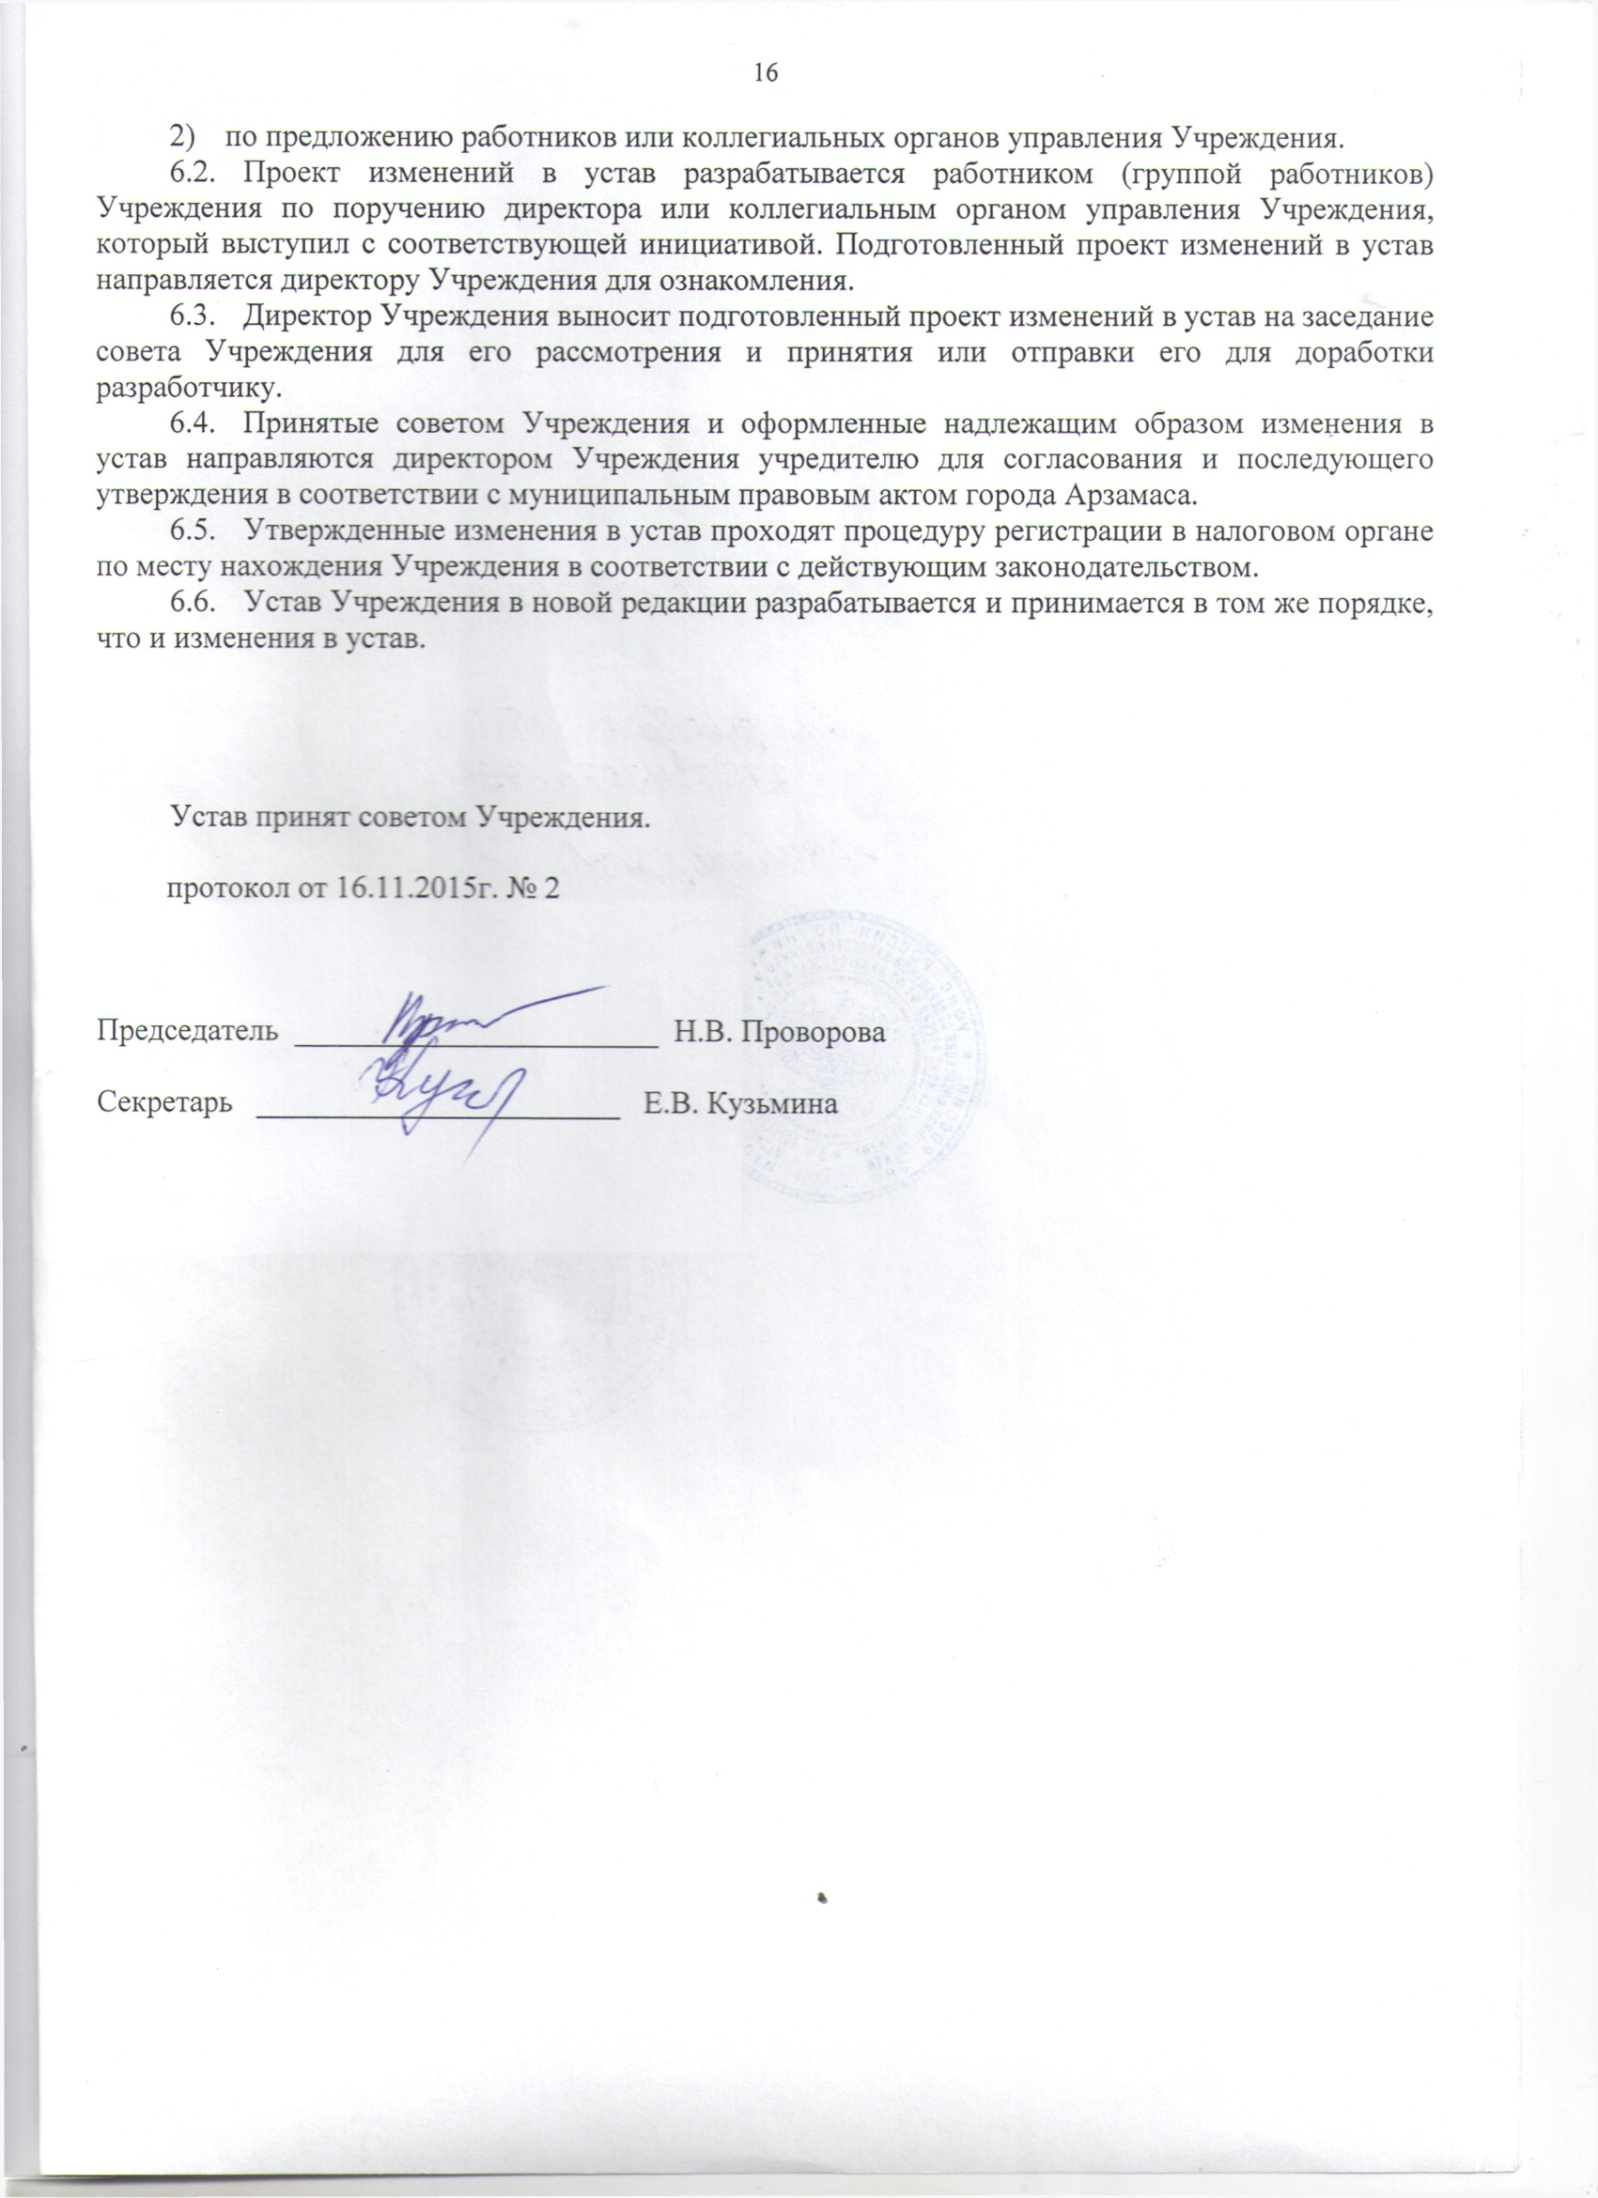 16
2) по предложению работников или коллегиальных органов управления Учреждения.
6.2. Проект изменений в устав разрабатывается работником (группой работников)
Учреждения по поручению директора или коллегиальным органом управления Учреждения,
который выступил с соответствующей инициативой. Подготовленный проект изменений в устав
направляется директору Учреждения для ознакомления.
6.3. Директор Учреждения выносит подготовленный проект изменений в устав на заседание
совета Учреждения для его рассмотрения и принятия или отправки его для доработки
разработчику.
6.4. Принятые советом Учреждения и оформленные надлежащим образом изменения в
устав направляются директором Учреждения учредителю для согласования и последующего
утверждения в соответствии с муниципальным правовым актом города Арзамаса.
6.5. Утвержденные изменения в устав проходят процедуру регистрации в налоговом органе
по месту нахождения Учреждения в соответствии с действующим законодательством.
6.6. Устав Учреждения в новой редакции разрабатывается и принимается в том же порядке,
что и изменения в устав.
Устав принят советом Учреждения.
протокол от 16.11.2015г. № 2
Председатель Н.В. Проворова
Секретарь Е.В. Кузьмина